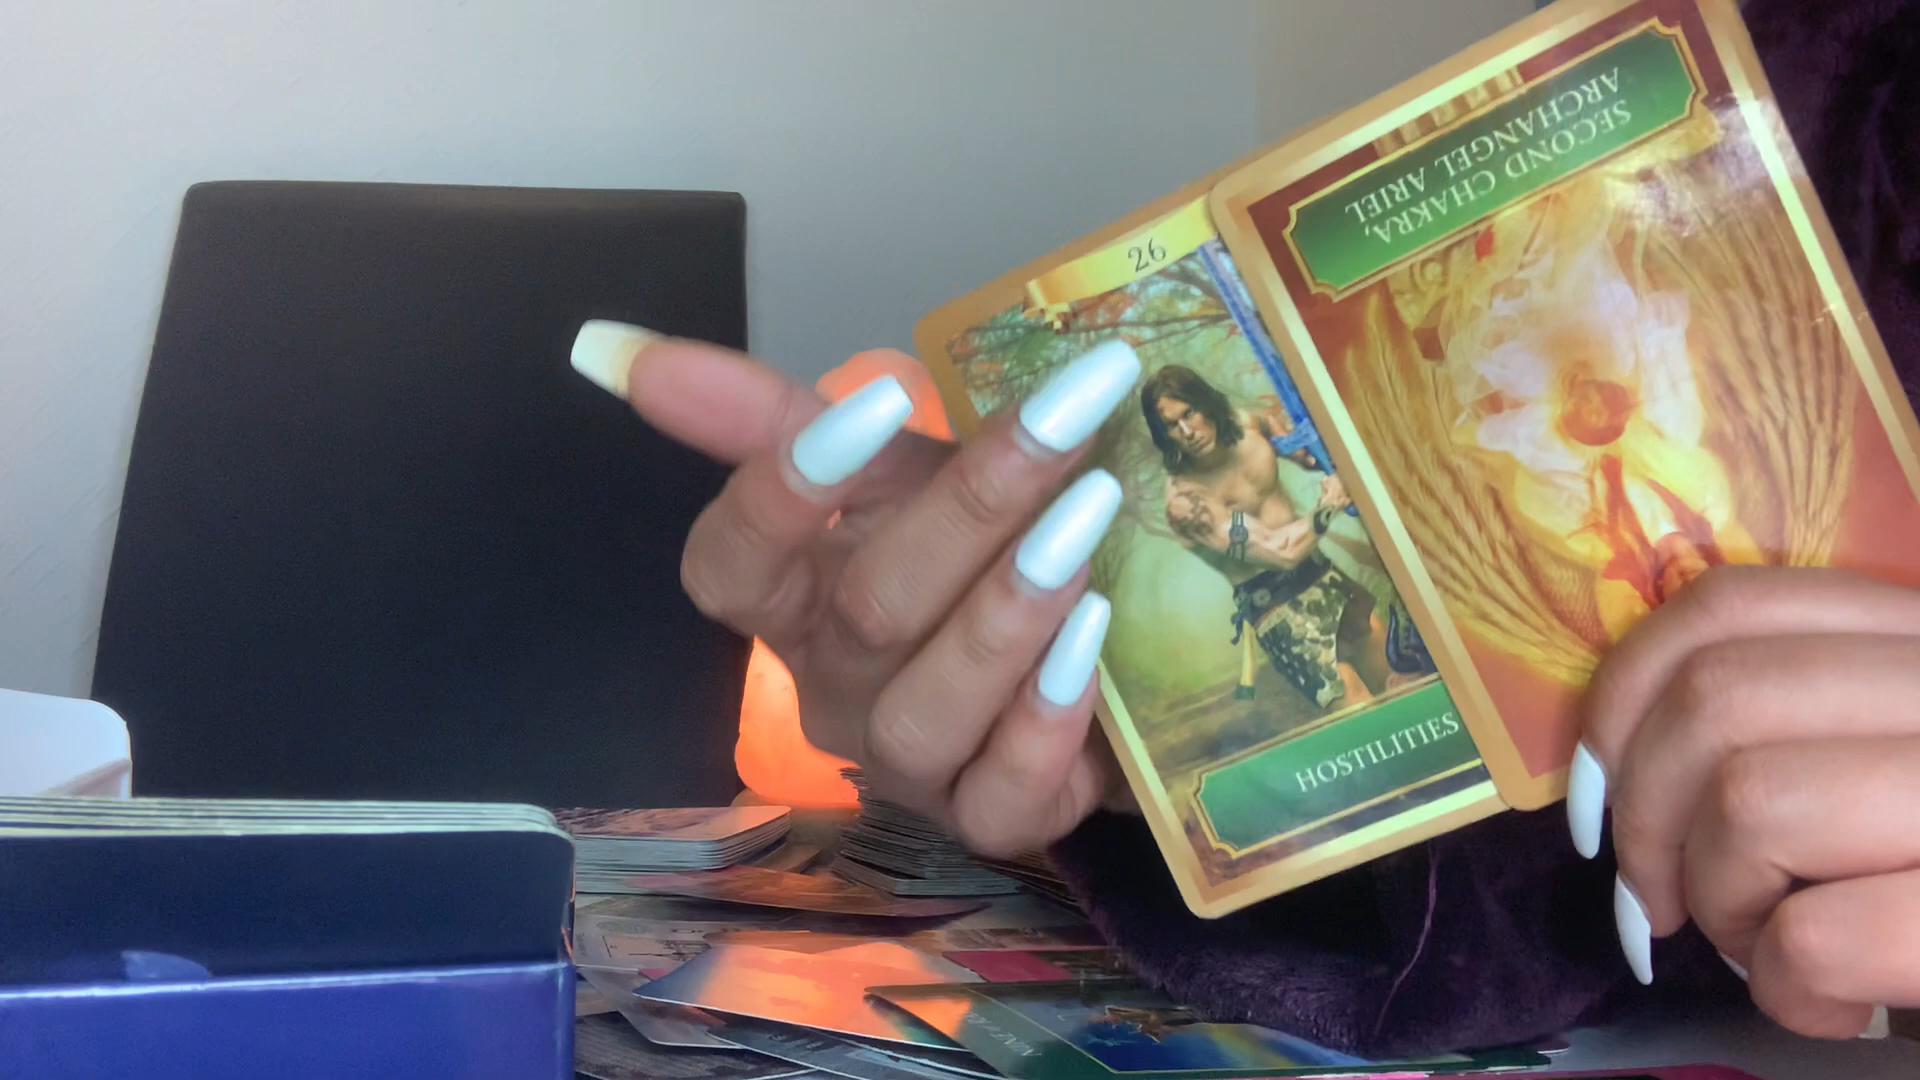 26
HOSTILITIES
SECOND CHAKRA,
ARCHANGEL ARIEL